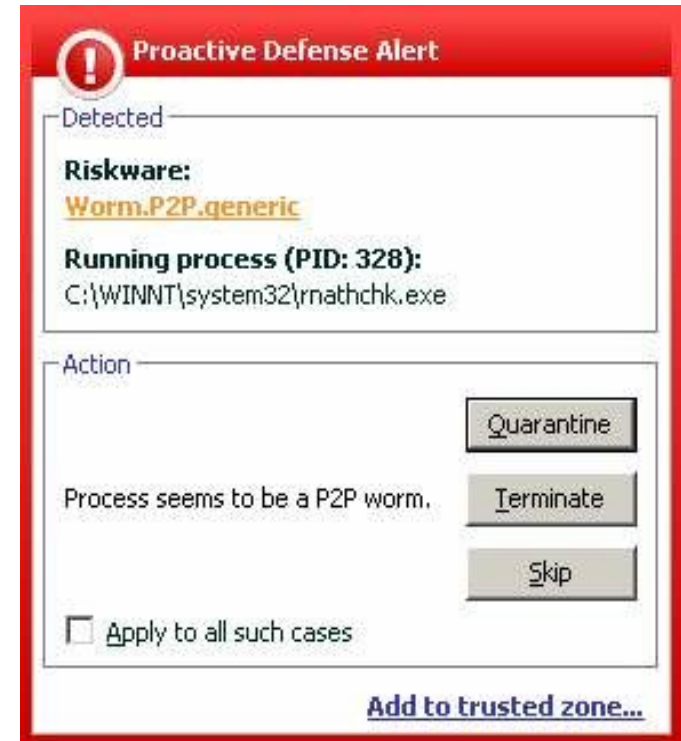 Proactive Defense Alert
Detected
Riskware:
Worm.P2P.generic
Running process (PID: 328):
C:\WINNT\system32\rnathchk.exe
Action
Quarantine
Process seems to be a P2P worm.
Terminate
Skip
Apply to all such cases
Add to trusted zone...